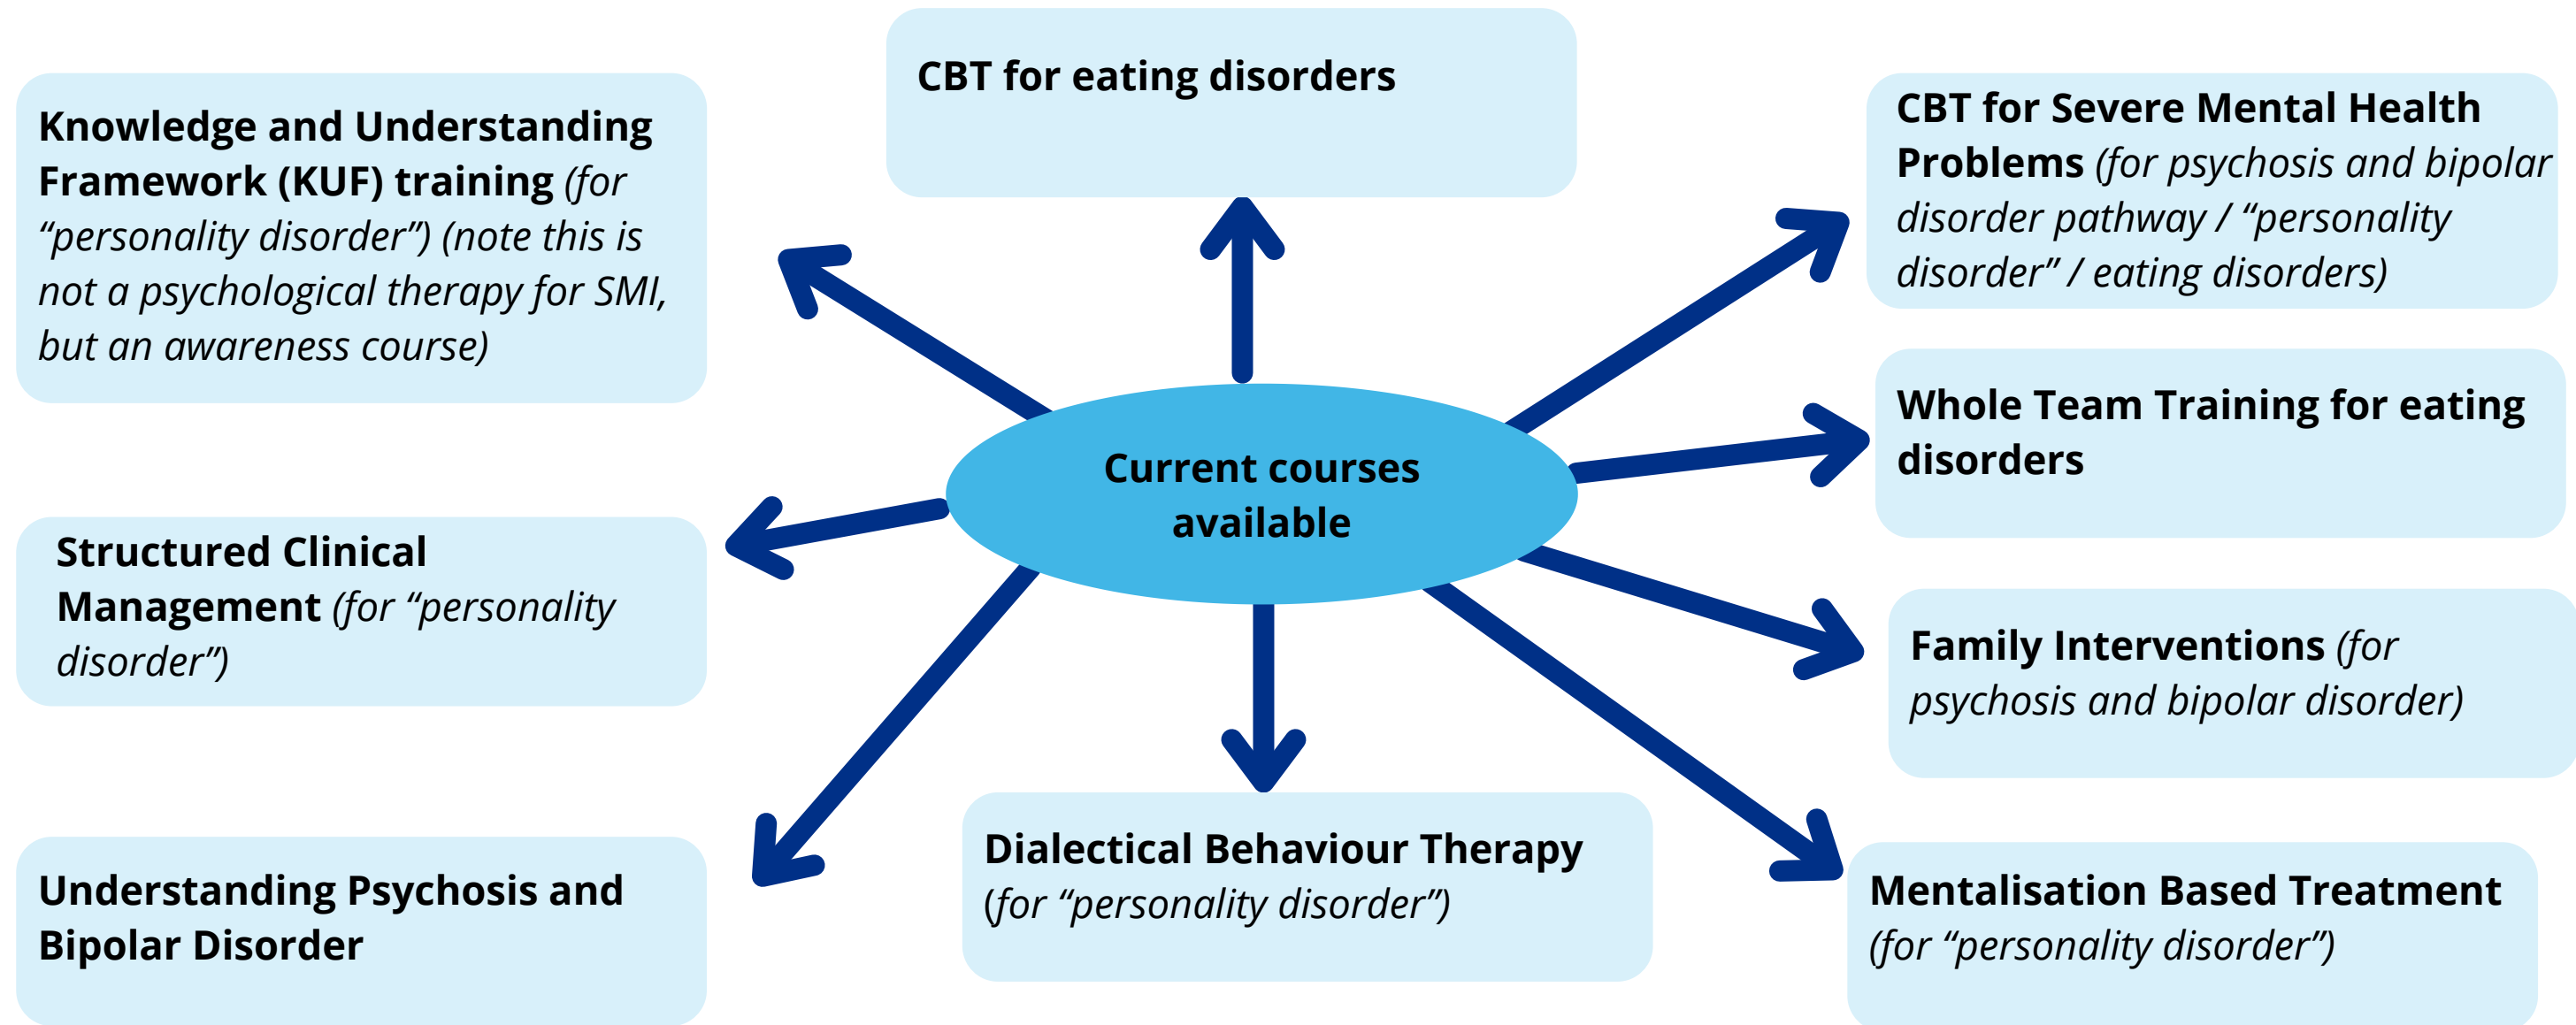 CBT for eating disorders
Knowledge and Understanding
Framework (KUF) training (for
“personality disorder”) (note this is
not a psychological therapy for SMI,
but an awareness course)
CBT for Severe Mental Health
Problems (for psychosis and bipolar
disorder pathway / “personality
disorder” / eating disorders)
Whole Team Training for eating
disorders
Current courses
available
Structured Clinical
Management (for “personality
disorder”)
Family Interventions (for
psychosis and bipolar disorder)
Understanding Psychosis and
Bipolar Disorder
Dialectical Behaviour Therapy
(for “personality disorder”)
Mentalisation Based Treatment
(for “personality disorder”)